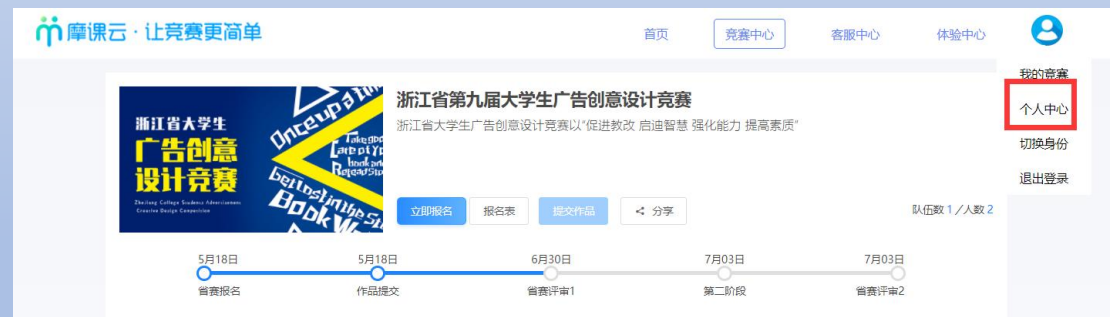 摩课云·让竞赛更简单
首页
竞赛中心
客服中心
体验中心
我的竞赛
个人中心
切换身份
退出登录
浙江省大学生
广告创意
设计竞赛
Zhejiang College Students Advertisement
Creative Design Competition
浙江省第九届大学生广告创意设计竞赛
浙江省大学生广告创意设计竞赛以“促进教改 启迪智慧 强化能力 提高素质”
立即报名
报名表
提交作品
分享
队伍数 1 / 人数 2
5月18日
5月18日
6月30日
7月03日
7月03日
省赛报名
作品提交
省赛评审1
第二阶段
省赛评审2